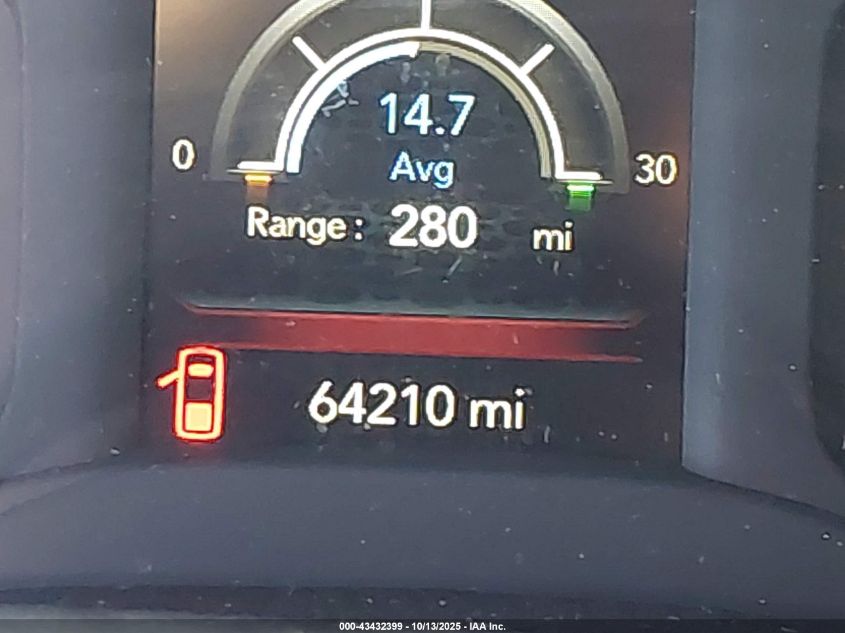 14.7
0 Avg 30
Range : 280 mi
64210 mi
000-43432399 - 10/13/2025 - IAA Inc.